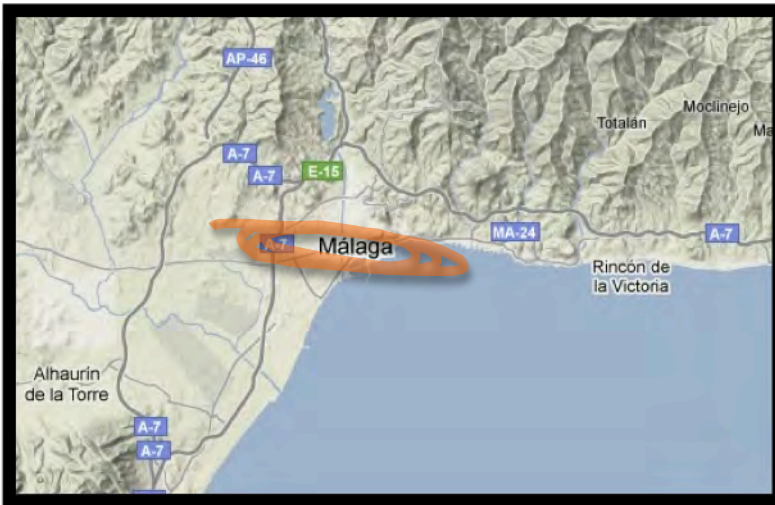 AP-46
Moclinejo
Totalán
Ma
A-7
A-7
E-15
MA-24
A-7
A-7
Málaga
Rincón de
la Victoria
Alhaurín
de la Torre
A-7
A-7